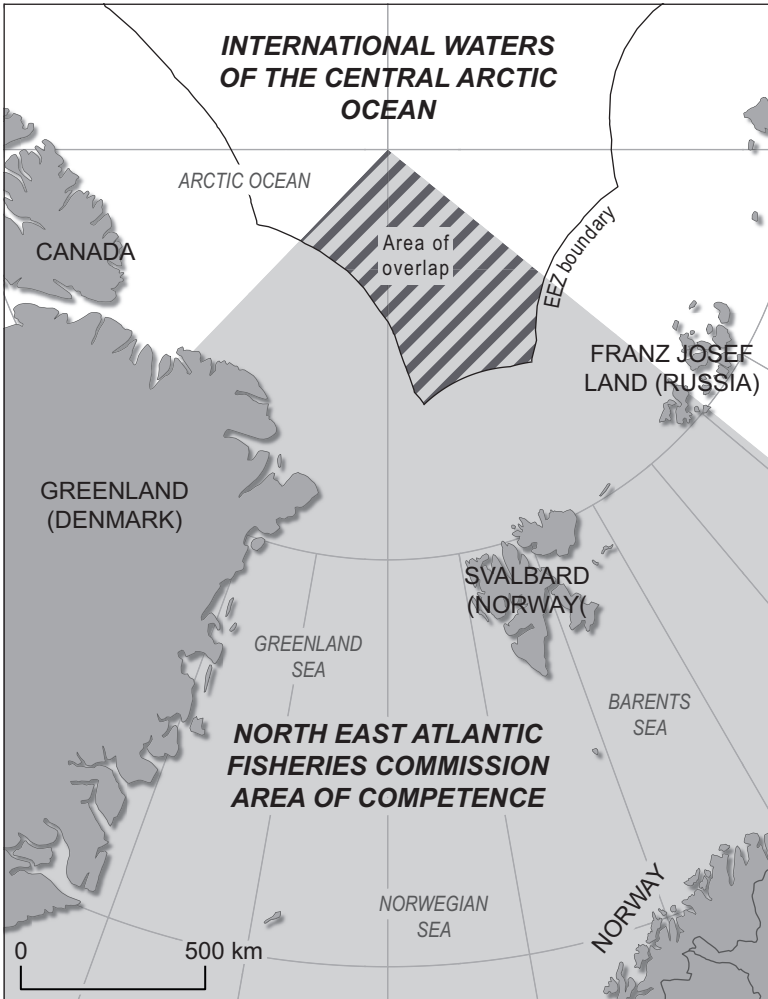 INTERNATIONAL WATERS
OF THE CENTRAL ARCTIC
OCEAN
ARCTIC OCEAN
CANADA
Area of
overlap
EEZ boundary
FRANZ JOSEF
LAND (RUSSIA)
GREENLAND
(DENMARK)
SVALBARD
(NORWAY(
GREENLAND
SEA
BARENTS
SEA
NORTH EAST ATLANTIC
FISHERIES COMMISSION
AREA OF COMPETENCE
NORWEGIAN
SEA
NORWAY
0 500 km